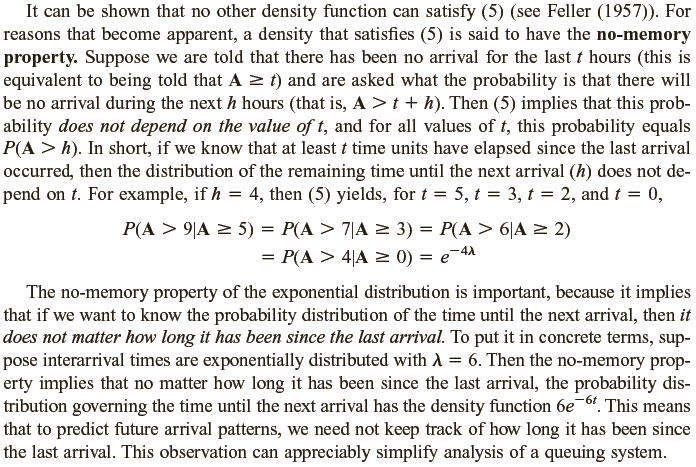 It can be shown that no other density function can satisfy (5) (see Feller (1957)). For
reasons that become apparent, a density that satisfies (5) is said to have the no-memory
property. Suppose we are told that there has been no arrival for the last t hours (this is
equivalent to being told that A ≥ t) and are asked what the probability is that there will
be no arrival during the next h hours (that is, A > t + h). Then (5) implies that this prob-
ability does not depend on the value of t, and for all values of t, this probability equals
P(A > h). In short, if we know that at least t time units have elapsed since the last arrival
occurred, then the distribution of the remaining time until the next arrival (h) does not de-
pend on t. For example, if h = 4, then (5) yields, for t = 5, t = 3, t = 2, and t = 0,
P(A > 9|A ≥ 5) = P(A > 7|A ≥ 3) = P(A > 6|A ≥ 2)
= P(A > 4|A ≥ 0) = e⁻⁴λ
The no-memory property of the exponential distribution is important, because it implies
that if we want to know the probability distribution of the time until the next arrival, then it
does not matter how long it has been since the last arrival. To put it in concrete terms, sup-
pose interarrival times are exponentially distributed with λ = 6. Then the no-memory prop-
erty implies that no matter how long it has been since the last arrival, the probability dis-
tribution governing the time until the next arrival has the density function 6e⁻⁶ᵗ. This means
that to predict future arrival patterns, we need not keep track of how long it has been since
the last arrival. This observation can appreciably simplify analysis of a queuing system.